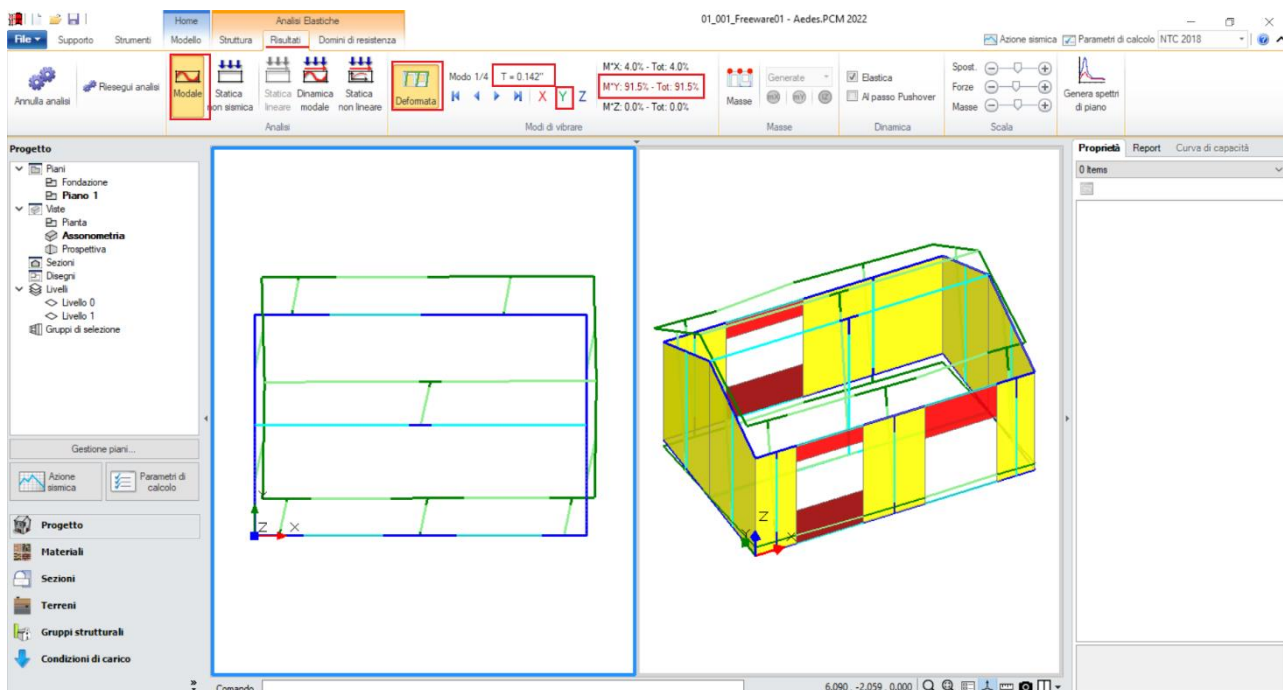 01_001_Freeware01 - Aedes.PCM 2022
Home
Analisi Elastiche
File
Supporto
Strumenti
Modello
Struttura
Risultati
Domini di resistenza
Azione sismica
Parametri di calcolo
NTC 2018
Annulla analisi
Riesegui analisi
Modale
Statica non sismica
Statica lineare
Dinamica modale
Statica non lineare
Analisi
Deformata
Modo 1/4
T = 0.142"
X Y Z
M*X: 4.0% - Tot: 4.0%
M*Y: 91.5% - Tot: 91.5%
M*Z: 0.0% - Tot: 0.0%
Modi di vibrare
Masse
Generate
Masse
Elastica
Al passo Pushover
Dinamica
Spost.
Forze
Masse
Scala
Genera spettri di piano
Progetto
Piani
Fondazione
Piano 1
Viste
Pianta
Assonometria
Prospettiva
Sezioni
Disegni
Livelli
Livello 0
Livello 1
Gruppi di selezione
Gestione piani...
Azione sismica
Parametri di calcolo
Progetto
Materiali
Sezioni
Terreni
Gruppi strutturali
Condizioni di carico
Z X
Z
X
Proprietà
Report
Curva di capacità
0 Items
Comando
6.090, -2.059, 0.000